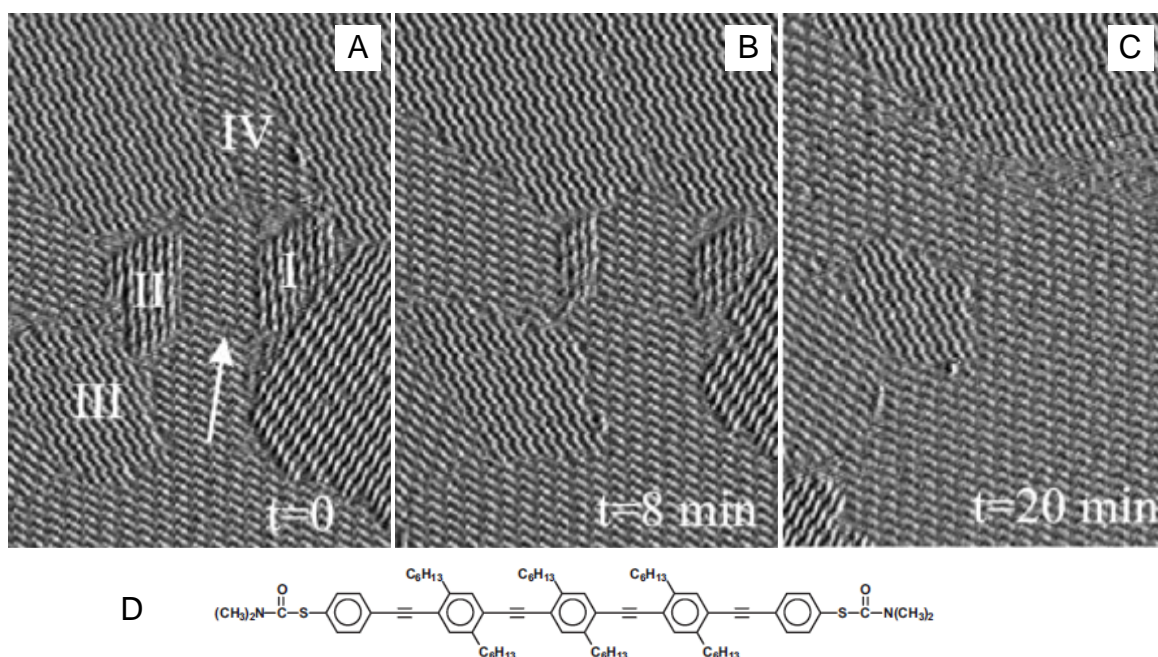 A
B
C
IV
II
I
III
t=0
t=8 min
t=20 min
D
C6H13
C6H13
C6H13
(CH3)2N
C
O
S
S
C
O
N(CH3)2
C6H13
C6H13
C6H13